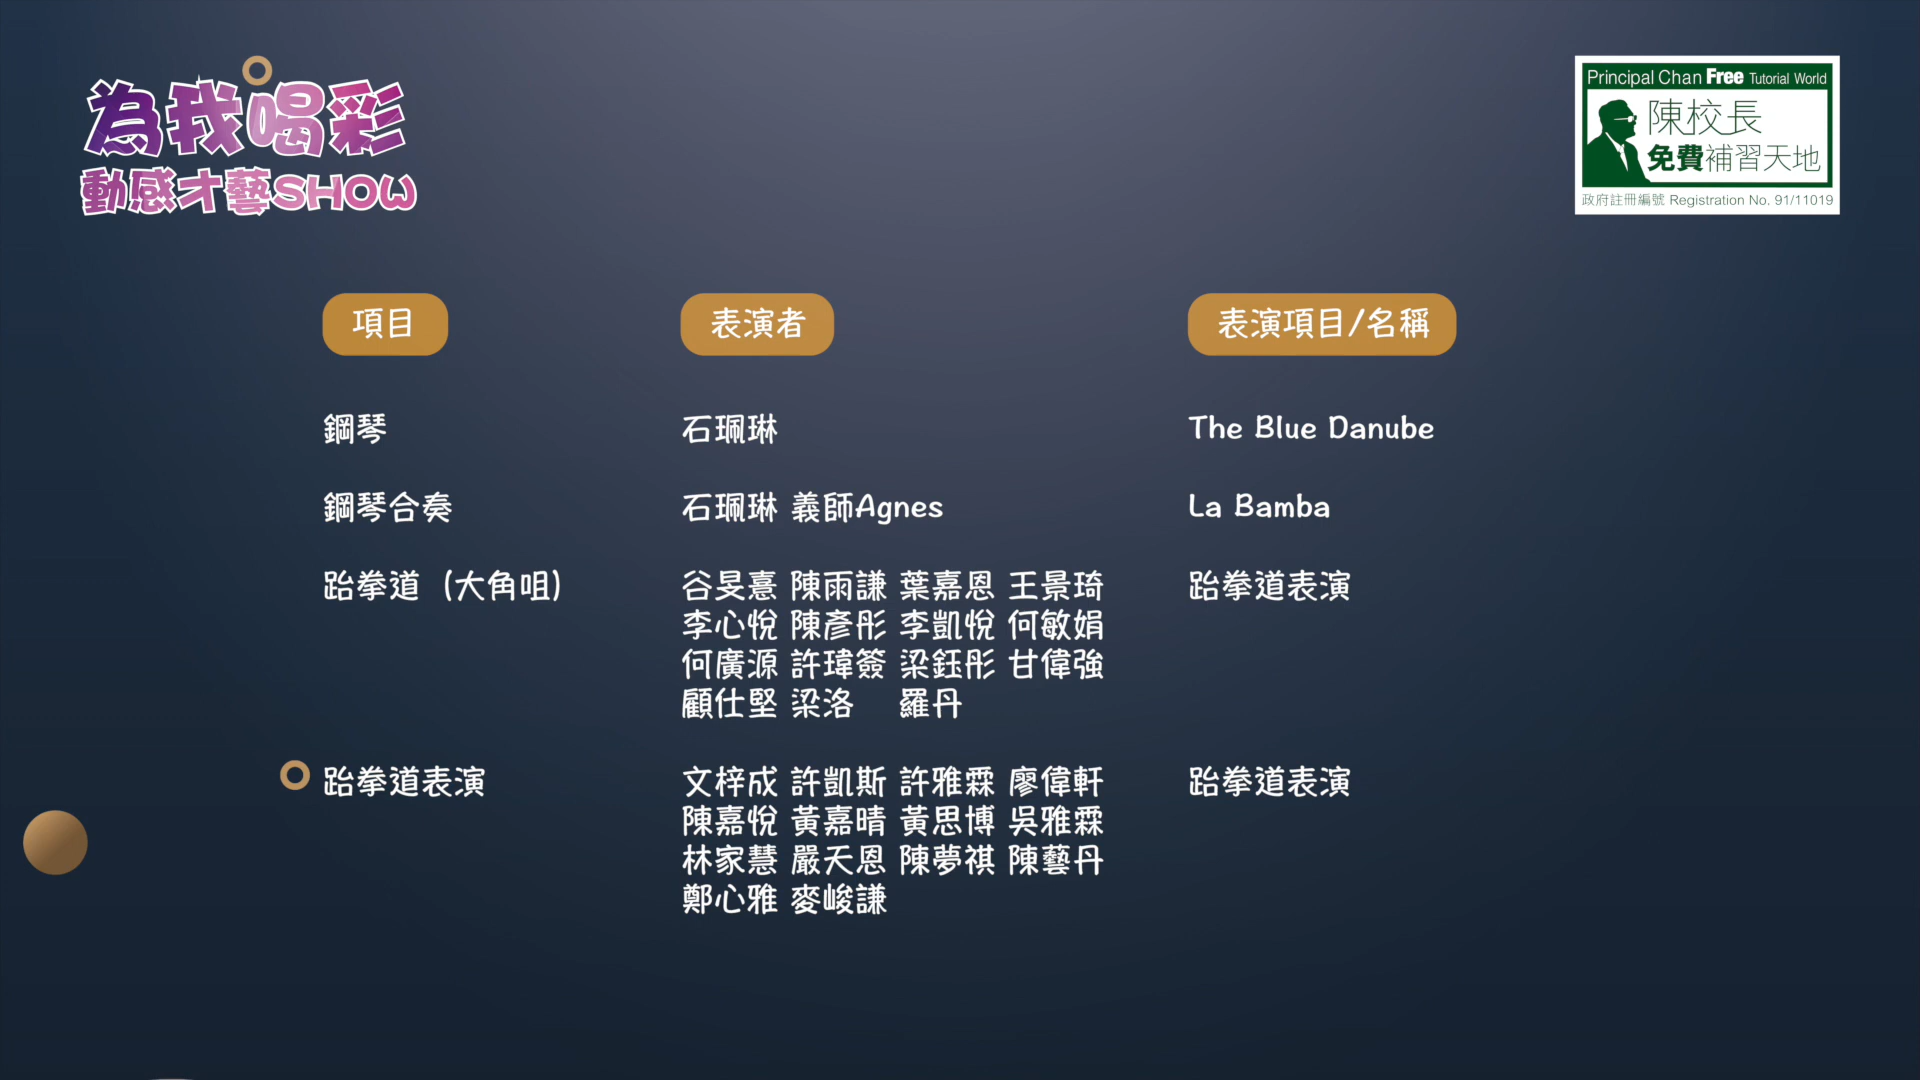 為我喝彩
動感才藝SHOW
Principal Chan Free Tutorial World
陳校長
免費補習天地
政府註冊編號 Registration No. 91/11019
項目 表演者 表演項目/名稱
鋼琴 石珮琳 The Blue Danube
鋼琴合奏 石珮琳 義師Agnes La Bamba
跆拳道（大角咀） 谷旻憙 陳雨謙 葉嘉恩 王景琦 跆拳道表演
李心悅 陳彥彤 李凱悅 何敏娟
何廣源 許瑋簽 梁鈺彤 甘偉強
顧仕堅 梁洛 羅丹
跆拳道表演 文梓成 許凱斯 許雅霖 廖偉軒 跆拳道表演
陳嘉悅 黃嘉晴 黃思博 吳雅霖
林家慧 嚴天恩 陳夢祺 陳藝丹
鄭心雅 麥峻謙